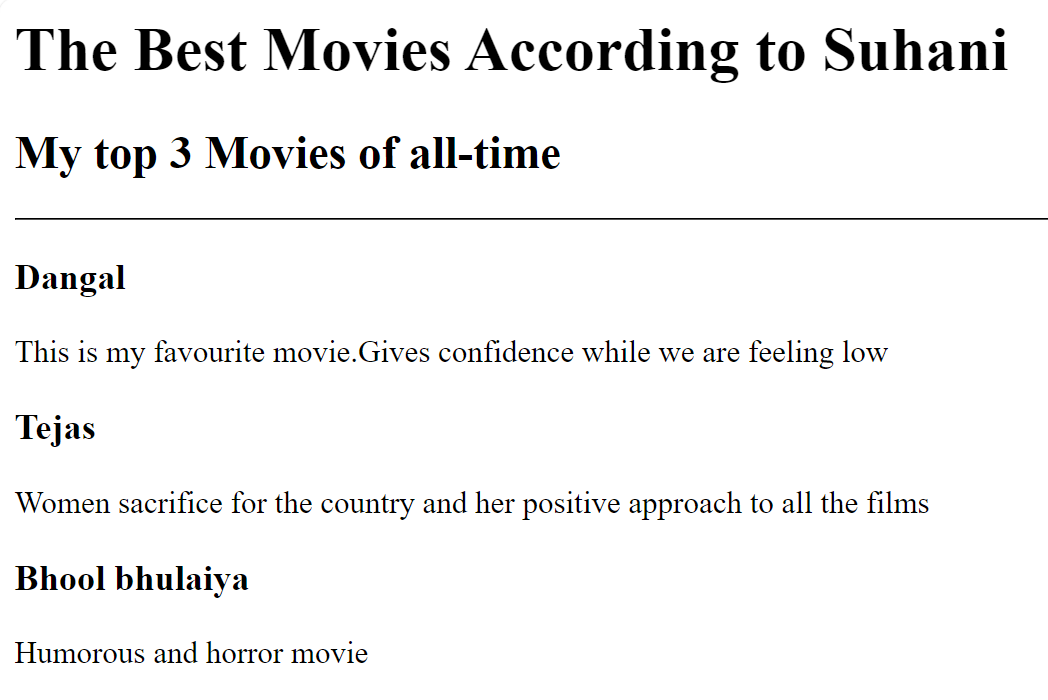 The Best Movies According to Suhani
My top 3 Movies of all-time
Dangal
This is my favourite movie.Gives confidence while we are feeling low
Tejas
Women sacrifice for the country and her positive approach to all the films
Bhool bhulaiya
Humorous and horror movie